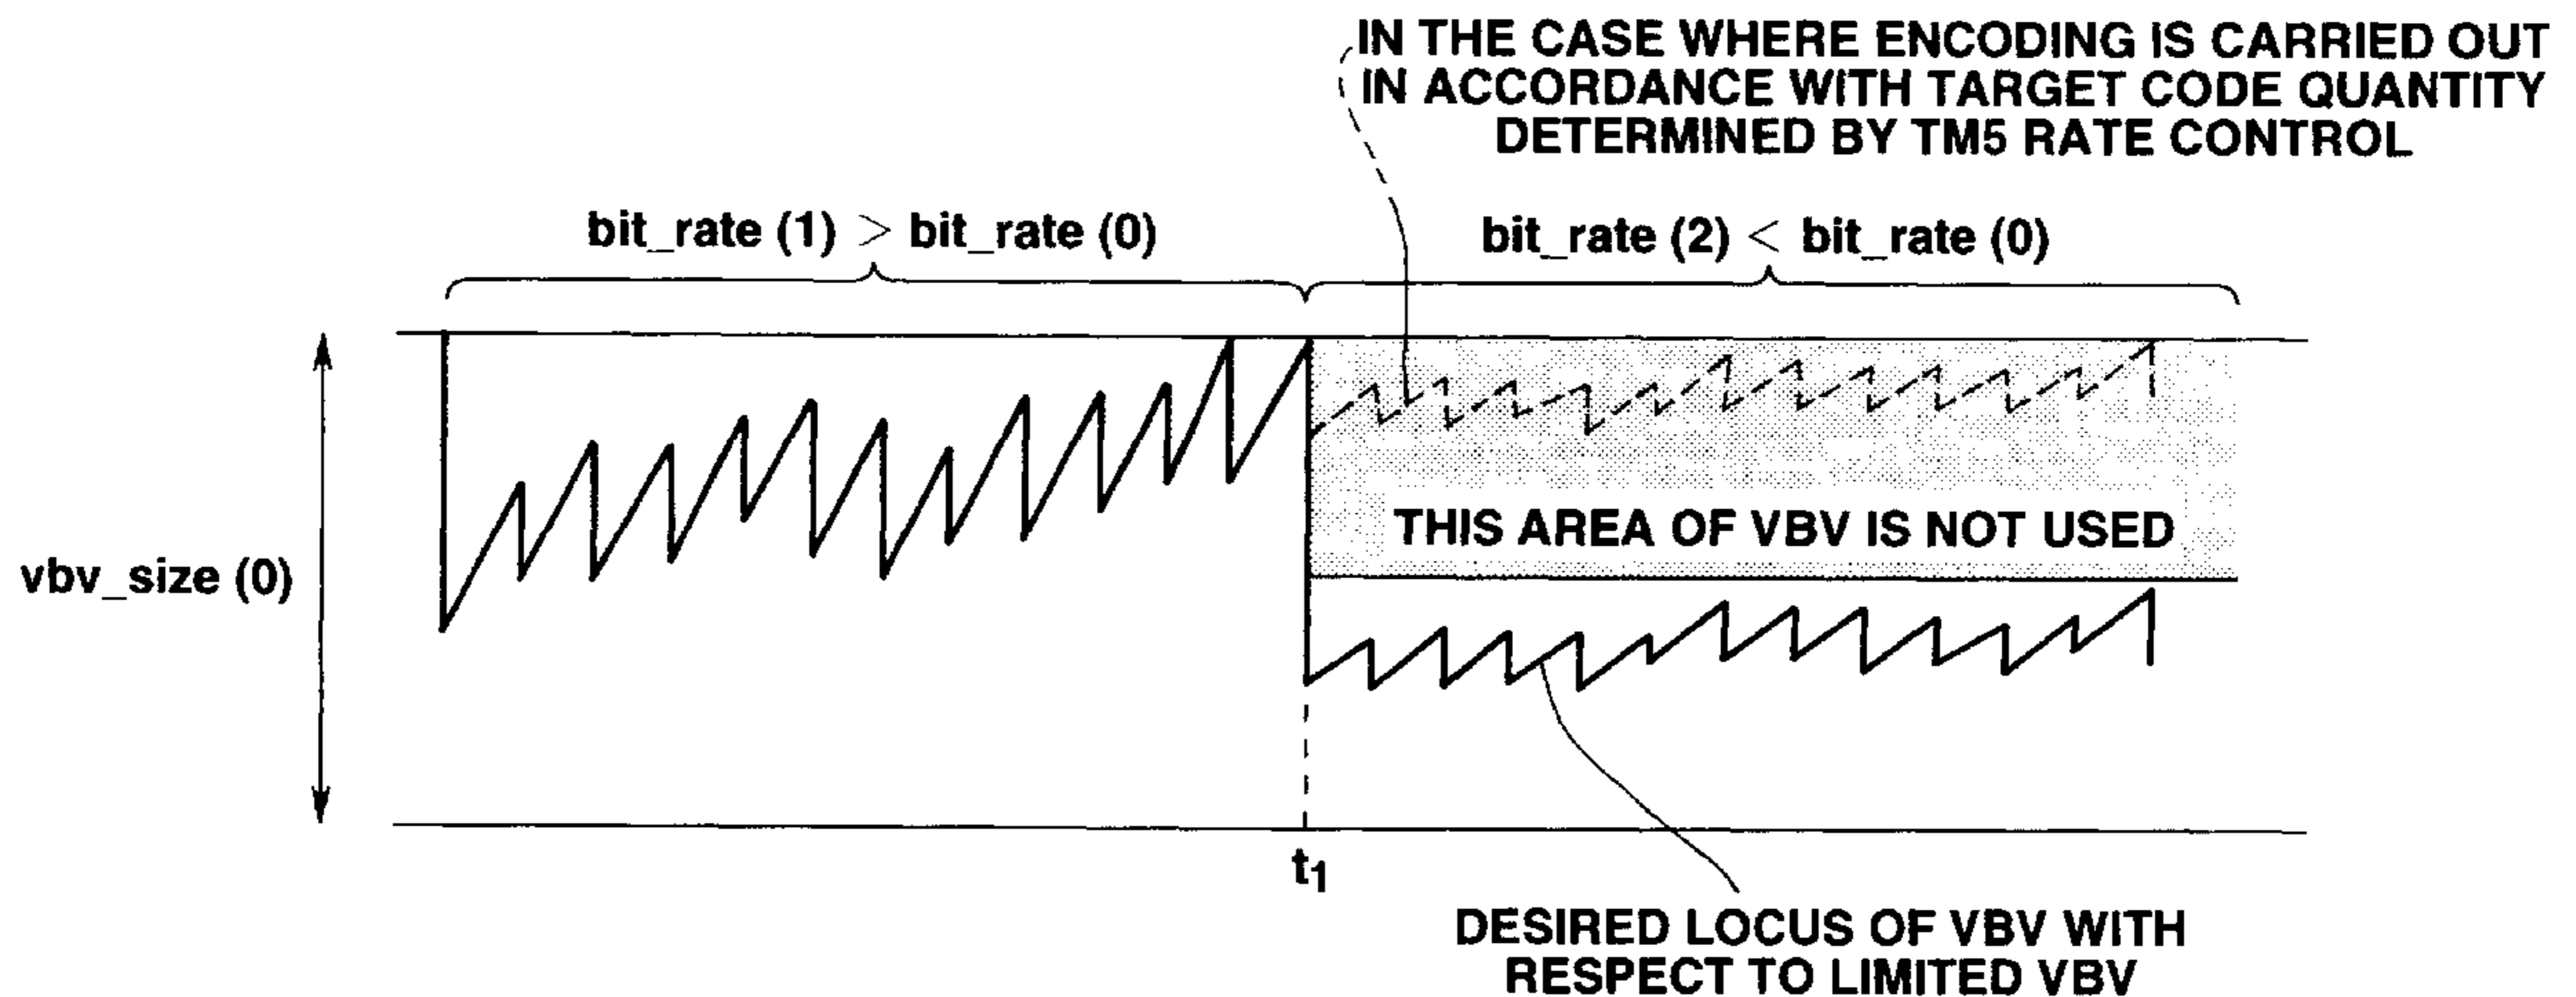 IN THE CASE WHERE ENCODING IS CARRIED OUT
IN ACCORDANCE WITH TARGET CODE QUANTITY
DETERMINED BY TM5 RATE CONTROL
bit_rate (1) > bit_rate (0)
bit_rate (2) < bit_rate (0)
THIS AREA OF VBV IS NOT USED
vbv_size (0)
t1
DESIRED LOCUS OF VBV WITH
RESPECT TO LIMITED VBV